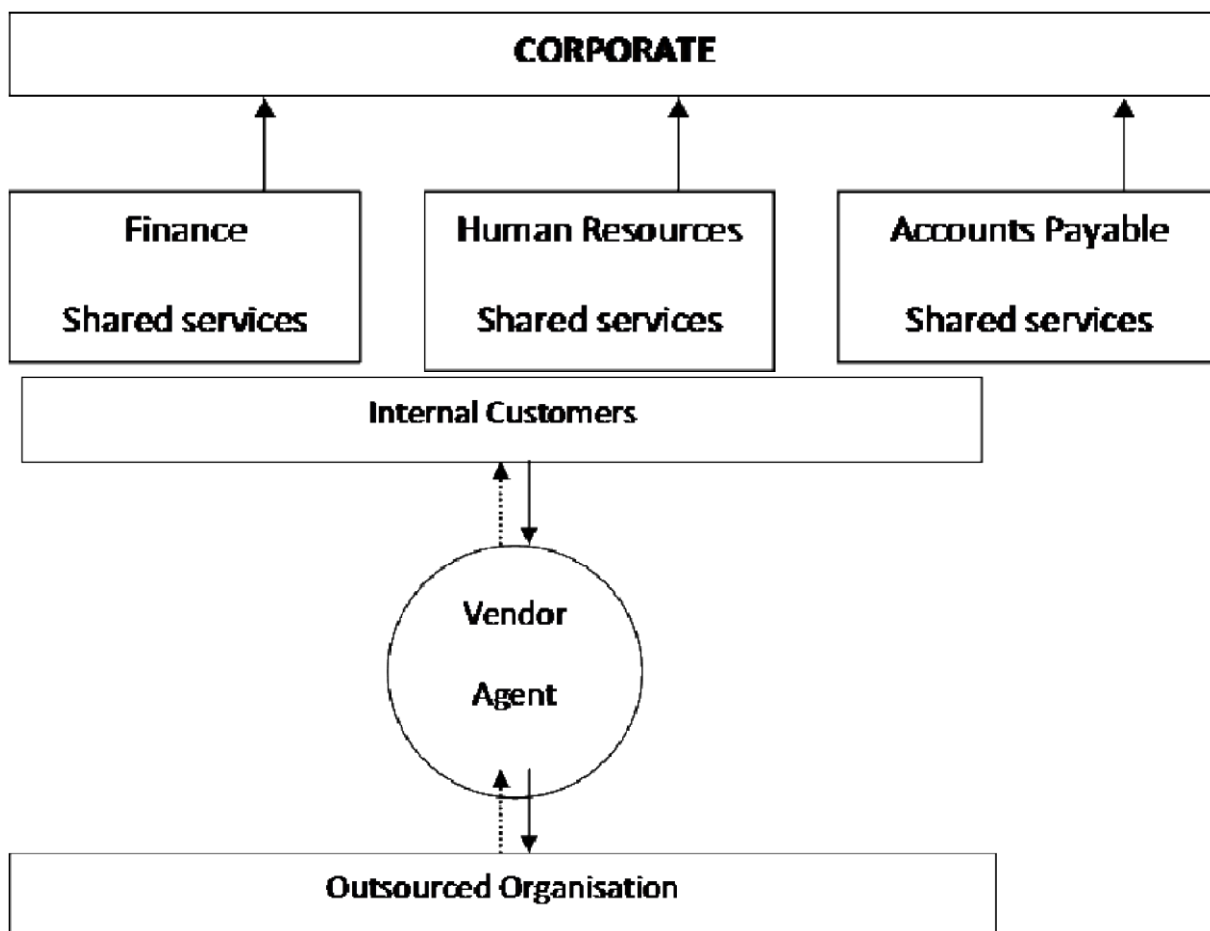 CORPORATE
Finance
Shared services
Human Resources
Shared services
Accounts Payable
Shared services
Internal Customers
Vendor
Agent
Outsourced Organisation